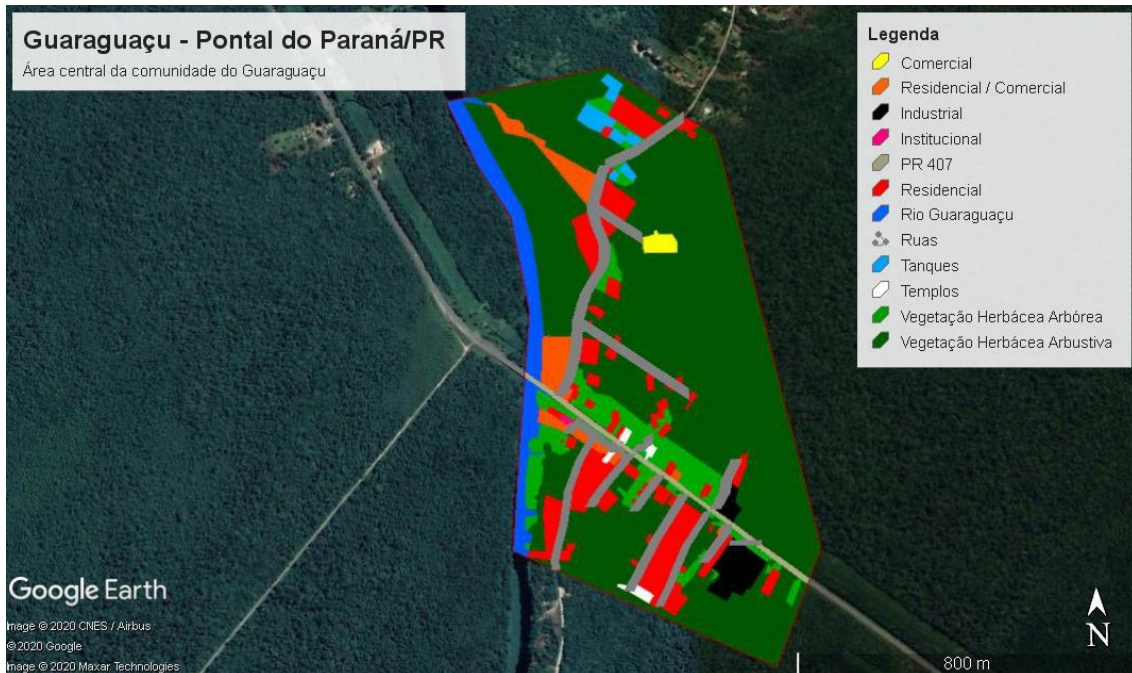 Guaraguaçu - Pontal do Paraná/PR
Área central da comunidade do Guaraguaçu
Legenda
Comercial
Residencial / Comercial
Industrial
Institucional
PR 407
Residencial
Rio Guaraguaçu
Ruas
Tanques
Templos
Vegetação Herbácea Arbórea
Vegetação Herbácea Arbustiva
Google Earth
mage © 2020 CNES / Airbus
© 2020 Google
mage © 2020 Maxar Technologies
N
800 m